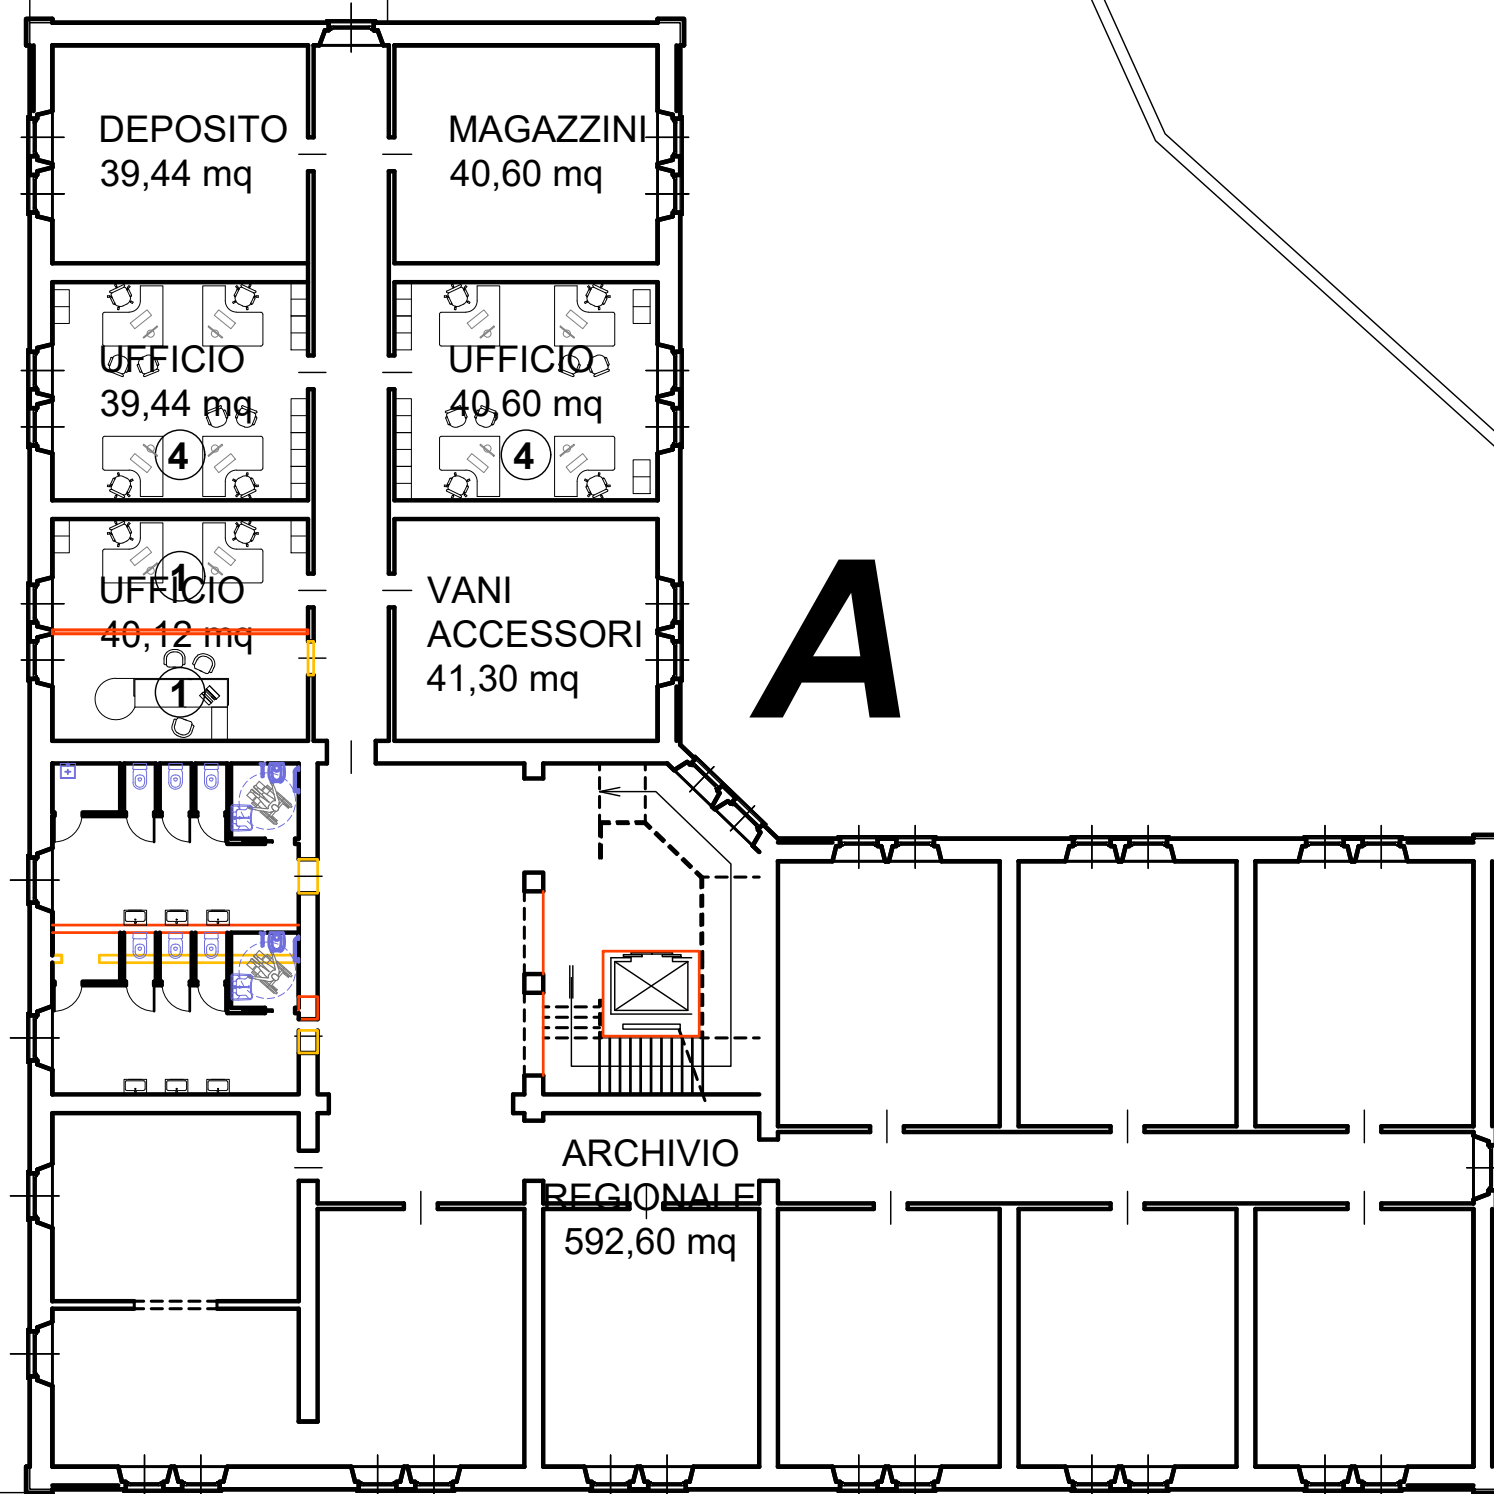 DEPOSITO
39,44 mq
MAGAZZINI
40,60 mq
UFFICIO
39,44 mq
4
UFFICIO
40,60 mq
4
1
UFFICIO
40,12 mq
1
VANI
ACCESSORI
41,30 mq
A
ARCHIVIO
REGIONALE
592,60 mq